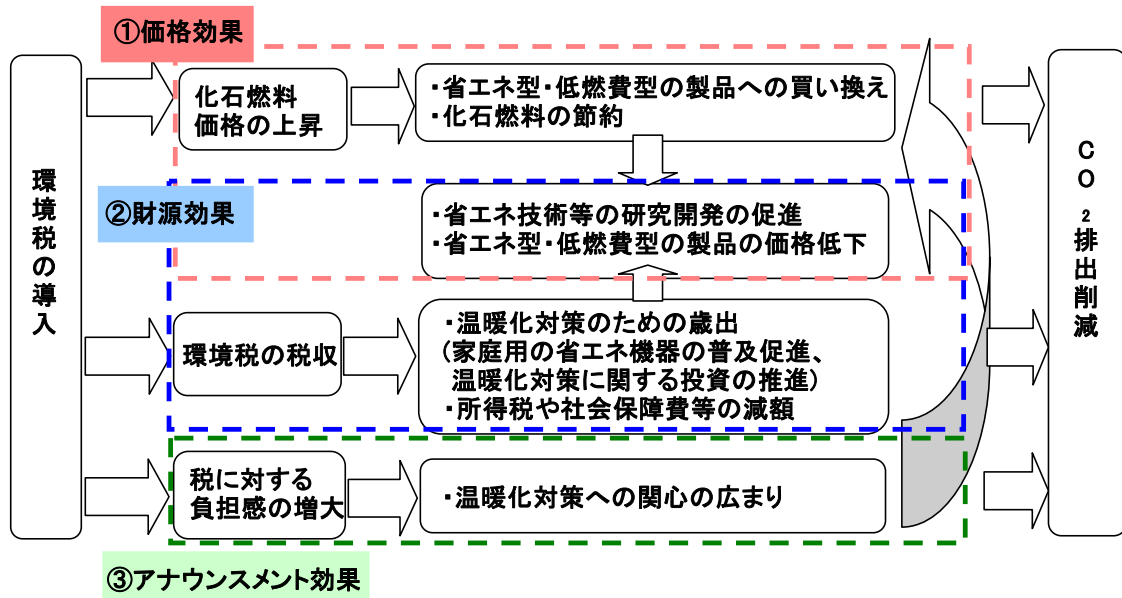 ①価格効果
環境税の導入
化石燃料
価格の上昇
・省エネ型・低燃費型の製品への買い換え
・化石燃料の節約
②財源効果
・省エネ技術等の研究開発の促進
・省エネ型・低燃費型の製品の価格低下
環境税の税収
・温暖化対策のための歳出
(家庭用の省エネ機器の普及促進、
温暖化対策に関する投資の推進)
・所得税や社会保障費等の減額
税に対する
負担感の増大
・温暖化対策への関心の広まり
③アナウンスメント効果
CO₂排出削減